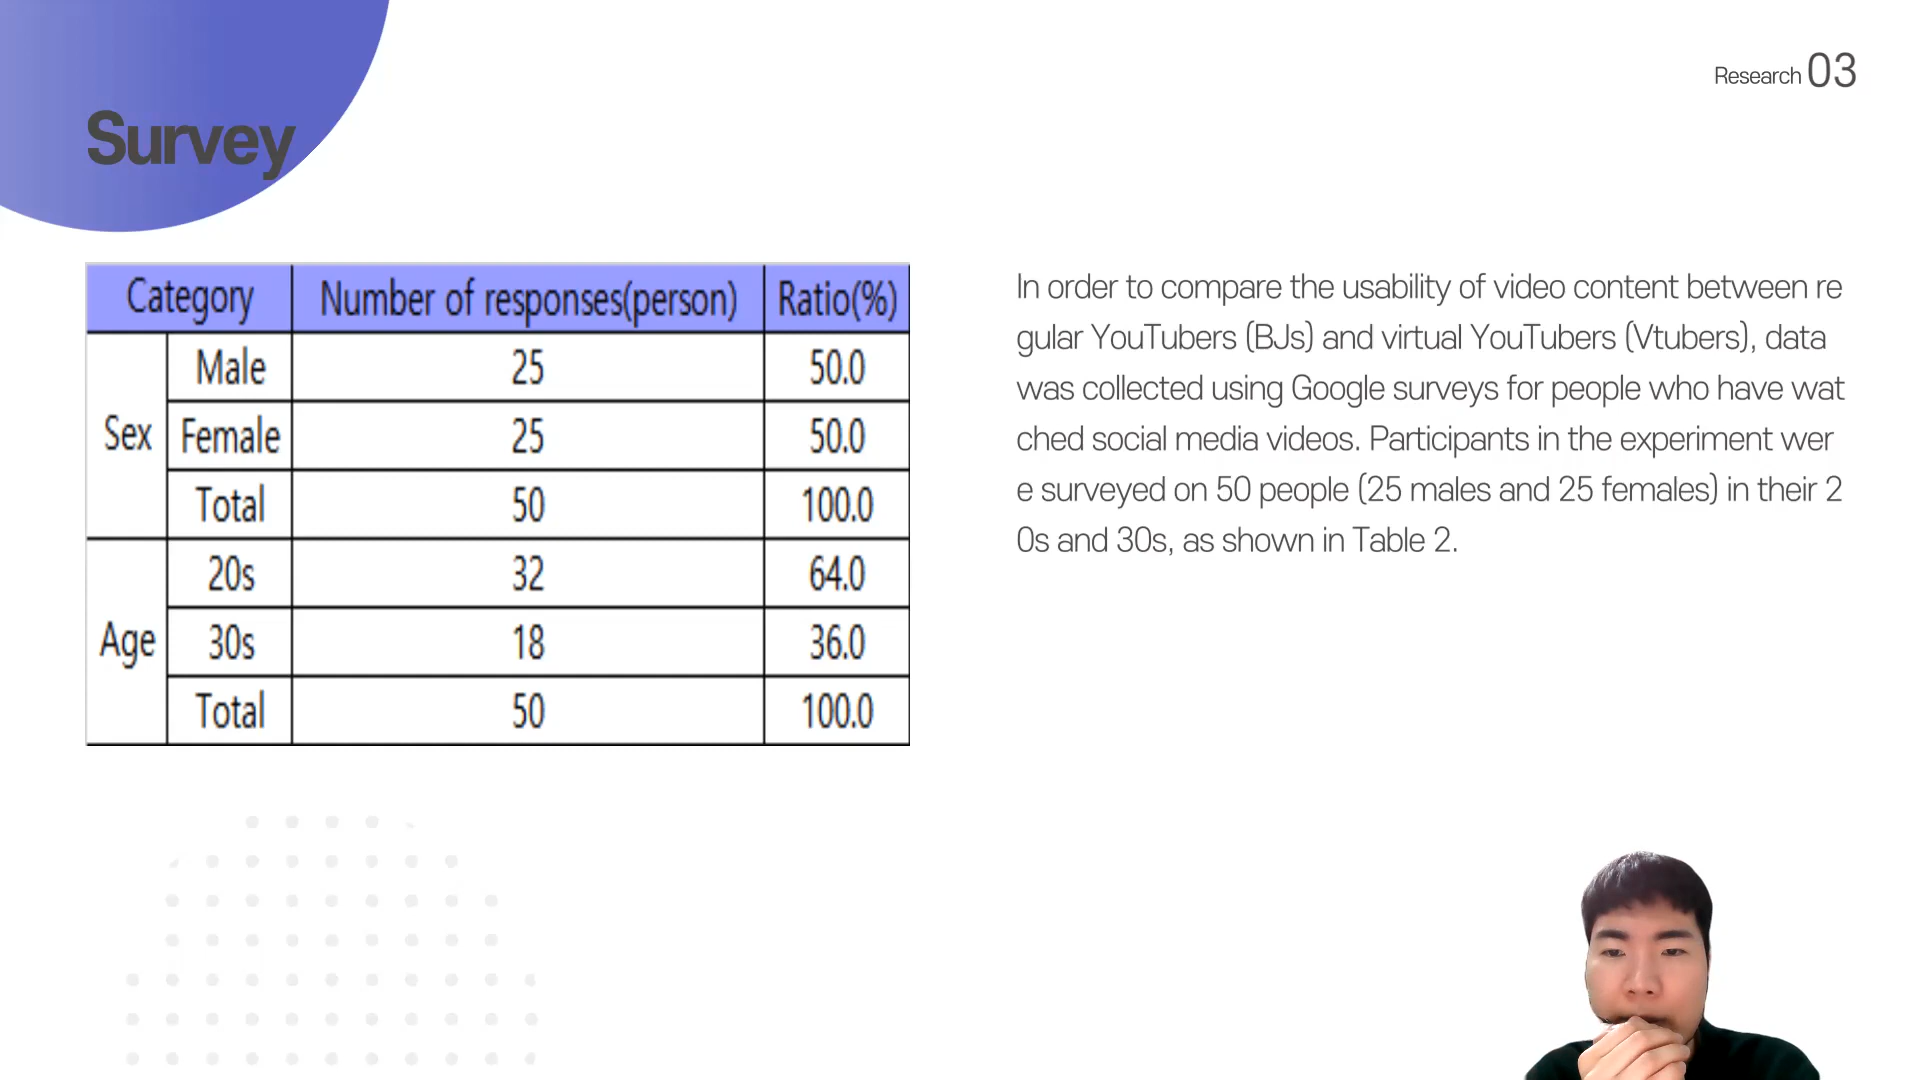 Research 03
Survey
Category Number of responses(person) Ratio(%)
Sex Male 25 50.0
Female 25 50.0
Total 50 100.0
Age 20s 32 64.0
30s 18 36.0
Total 50 100.0
In order to compare the usability of video content between re
gular YouTubers (BJs) and virtual YouTubers (Vtubers), data
was collected using Google surveys for people who have wat
ched social media videos. Participants in the experiment wer
e surveyed on 50 people (25 males and 25 females) in their 2
0s and 30s, as shown in Table 2.